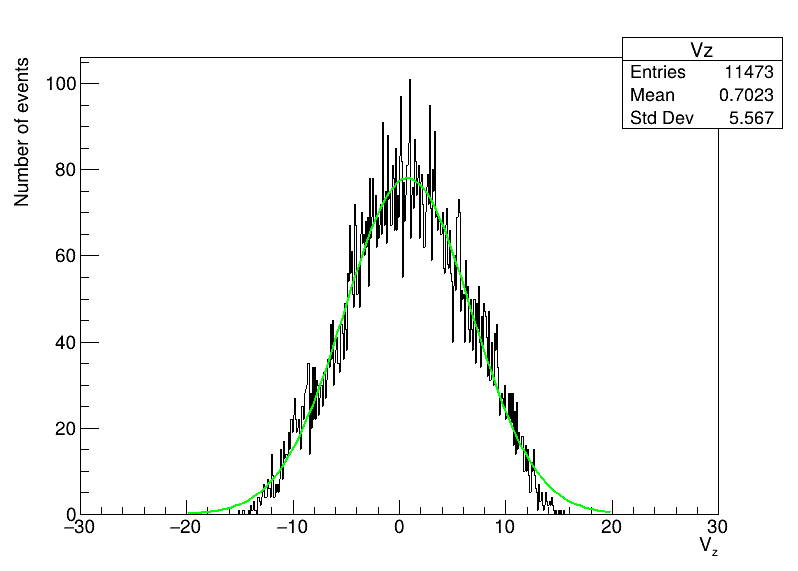 Vz
Entries 11473
Mean 0.7023
Std Dev 5.567
Number of events
100
80
60
40
20
0
−30 −20 −10 0 10 20 30
Vz